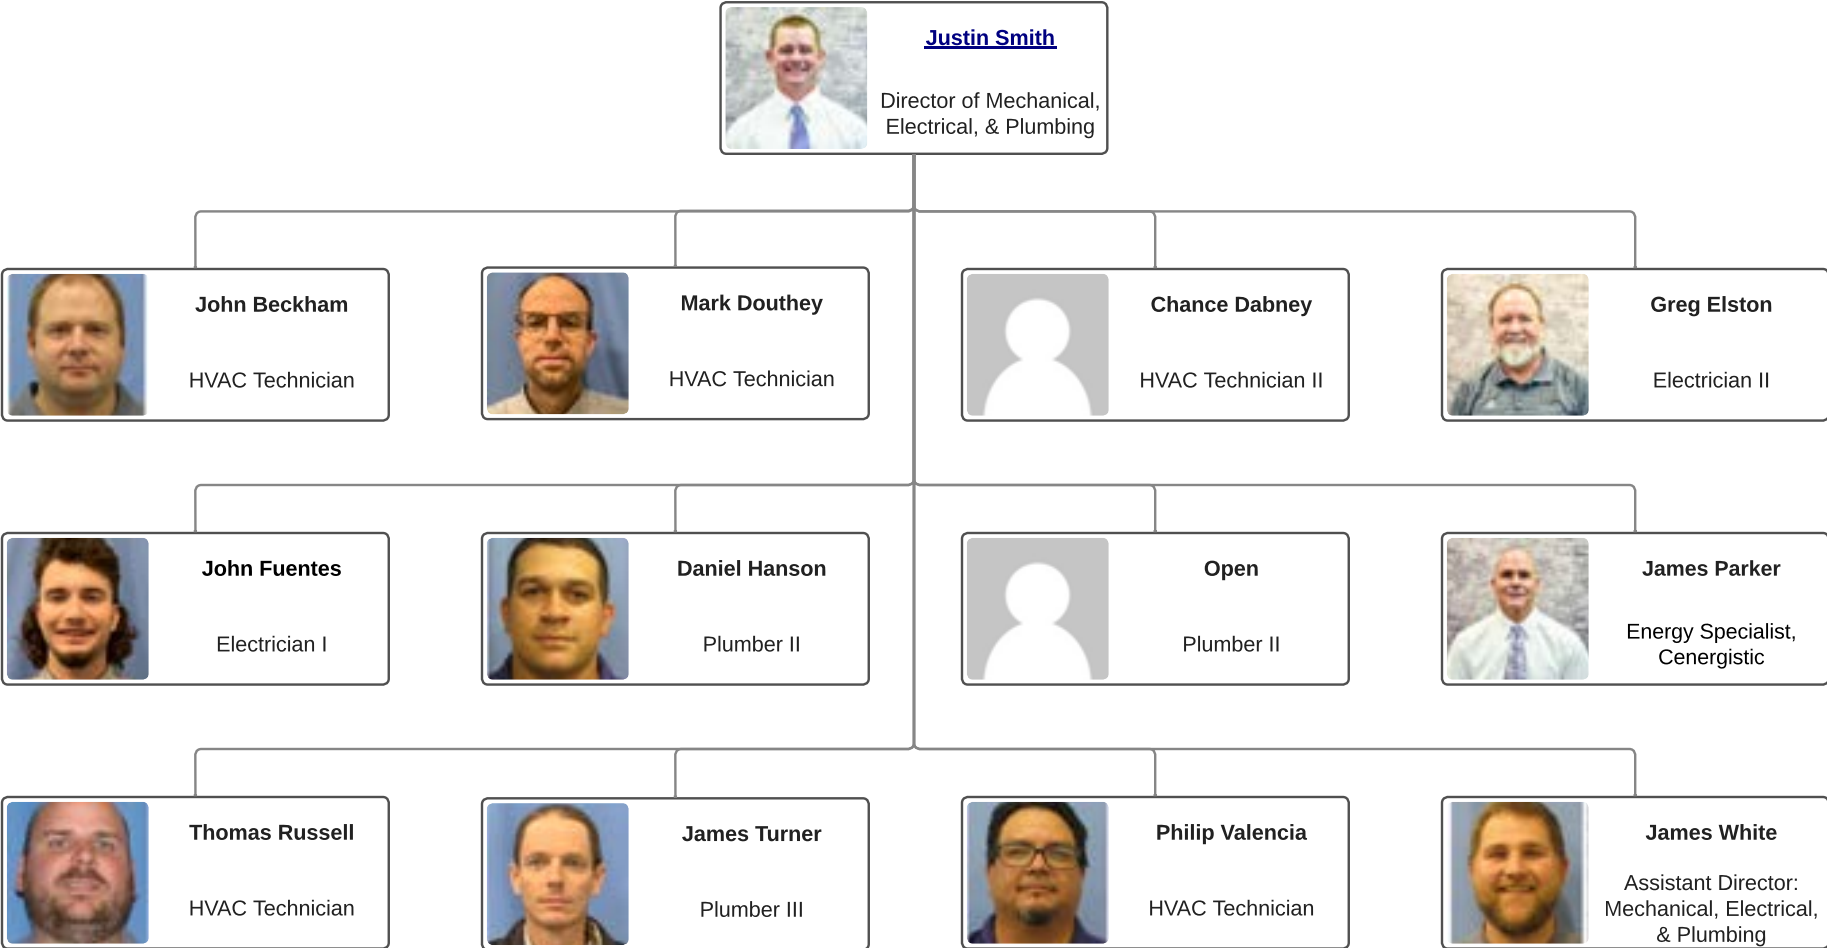 Justin Smith
Director of Mechanical,
Electrical, & Plumbing
John Beckham
HVAC Technician
Mark Douthey
HVAC Technician
Chance Dabney
HVAC Technician II
Greg Elston
Electrician II
John Fuentes
Electrician I
Daniel Hanson
Plumber II
Open
Plumber II
James Parker
Energy Specialist,
Cenergistic
Thomas Russell
HVAC Technician
James Turner
Plumber III
Philip Valencia
HVAC Technician
James White
Assistant Director:
Mechanical, Electrical,
& Plumbing